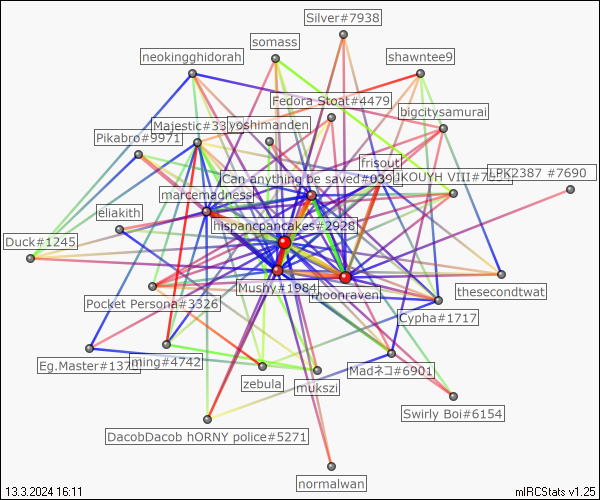 Silver#7938
somass
neokingghidorah
shawntee9
Fedora Stoat#4479
bigcitysamurai
Majestic#33
yoshimanden
Pikabro#9971
frisout
LPK2387 #7690
Can anything be saved#039
marcemadness
eliakith
hispancpancakes#2928
Duck#1245
Mushy#1984
moonraven
thesecondtwat
Pocket Persona#3326
Cypha#1717
Eg.Master#137
ming#4742
Madネコ#6901
zebula
mukszi
Swirly Boi#6154
DacobDacob hORNY police#5271
normalwan
13.3.2024 16:11
mIRCStats v1.25